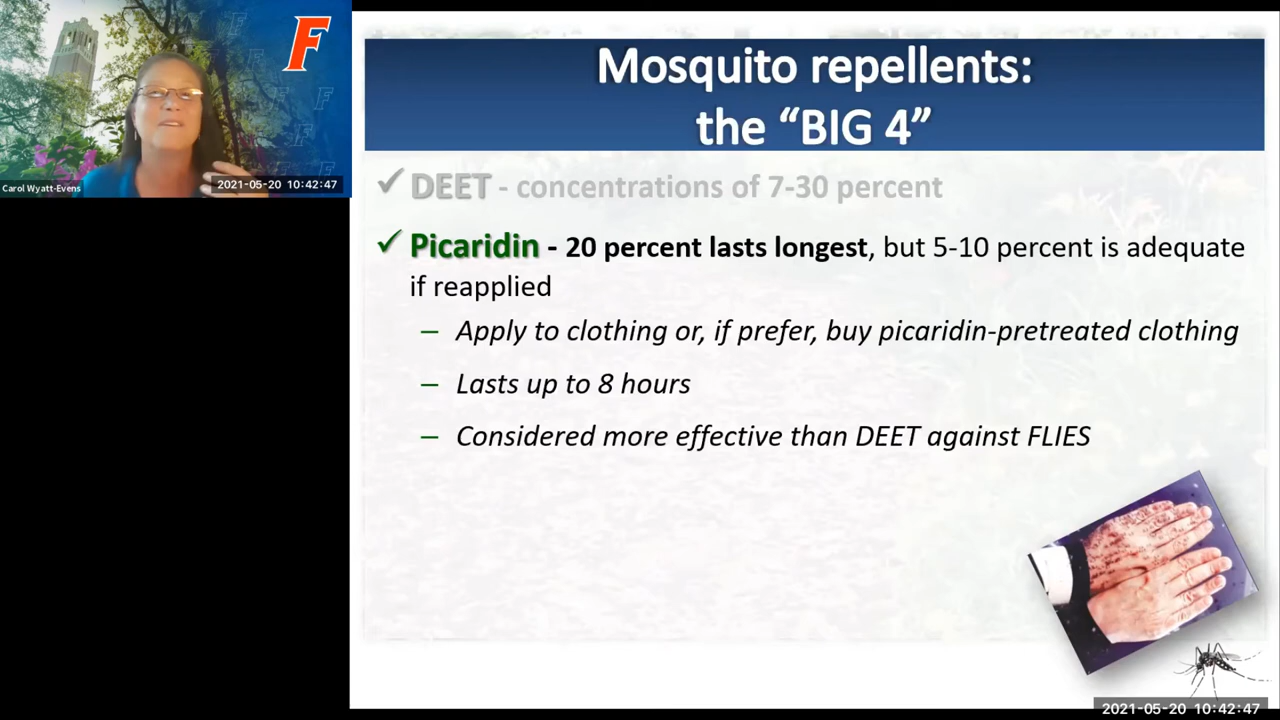 F
Carol Wyatt-Evens
2021-05-20 10:42:47
Mosquito repellents:
the “BIG 4”
✓ DEET - concentrations of 7-30 percent
✓ Picaridin - 20 percent lasts longest, but 5-10 percent is adequate
if reapplied
– Apply to clothing or, if prefer, buy picaridin-pretreated clothing
– Lasts up to 8 hours
– Considered more effective than DEET against FLIES
2021-05-20 10:42:47